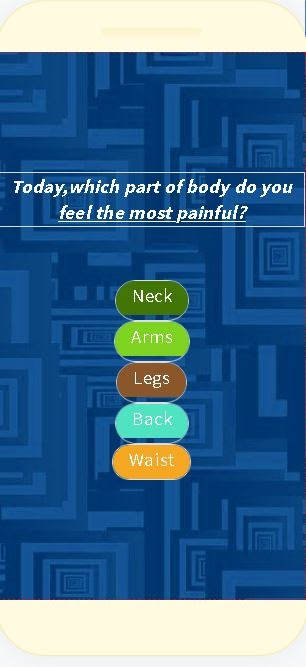 Today,which part of body do you
feel the most painful?
Neck
Arms
Legs
Back
Waist